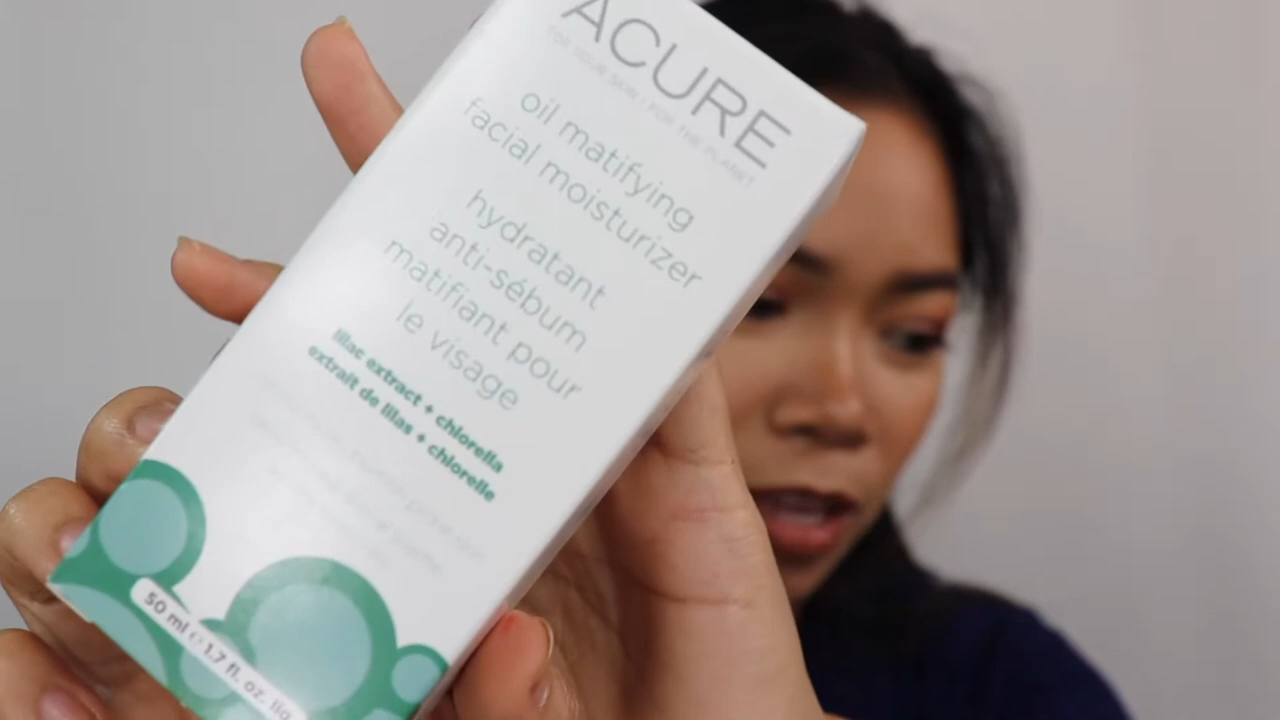 ACURE
FOR YOUR SKIN / FOR THE PLANET
oil matifying
facial moisturizer
hydratant
anti-sébum
matifiant pour
le visage
lilac extract + chlorella
extrait de lilas + chlorelle
50 ml e 1.7 fl. oz. liq